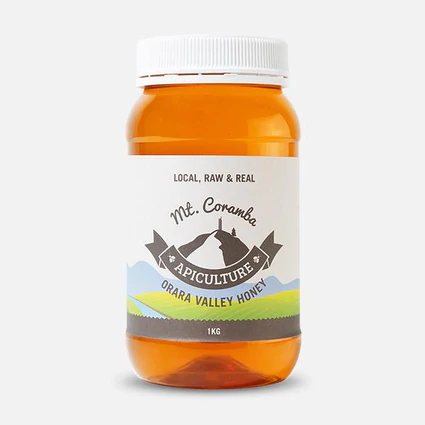 LOCAL, RAW & REAL
Mt. Coramba
APICULTURE
ORARA VALLEY HONEY
1KG